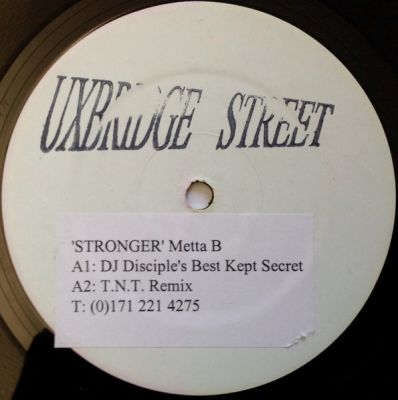 UXBRIDGE STREET
'STRONGER' Metta B
A1: DJ Disciple's Best Kept Secret
A2: T.N.T. Remix
T: (0)171 221 4275